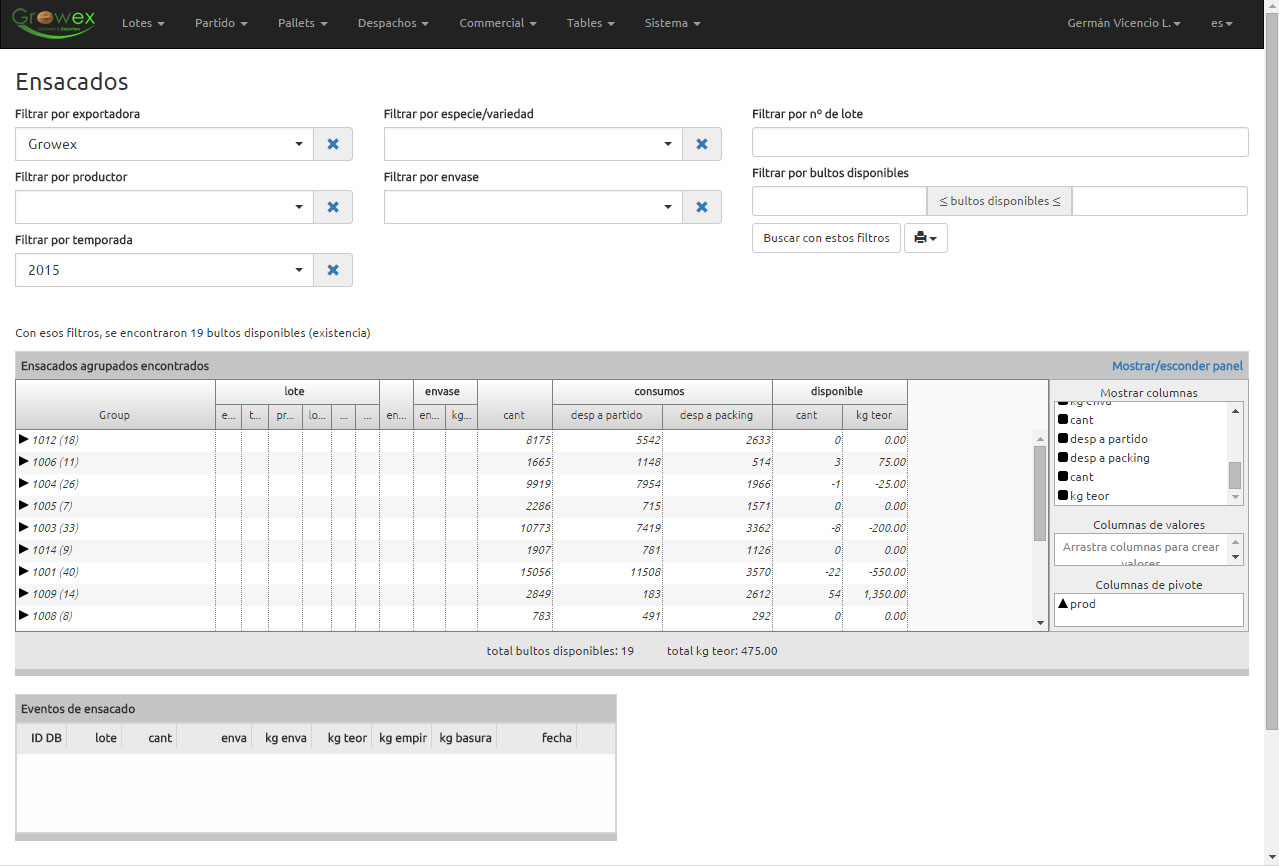 Growex
Lotes Partido Pallets Despachos Commercial Tables Sistema Germán Vicencio L. es
Ensacados
Filtrar por exportadora Filtrar por especie/variedad Filtrar por nº de lote
Growex
Filtrar por productor Filtrar por envase Filtrar por bultos disponibles
≤ bultos disponibles ≤
Filtrar por temporada
Buscar con estos filtros
2015
Con esos filtros, se encontraron 19 bultos disponibles (existencia)
Ensacados agrupados encontrados Mostrar/esconder panel
lote envase consumos disponible
Group e... t... pr... lo... ... ... en... en... kg... cant desp a partido desp a packing cant kg teor
1012 (18) 8175 5542 2633 0 0.00
1006 (11) 1665 1148 514 3 75.00
1004 (26) 9919 7954 1966 -1 -25.00
1005 (7) 2286 715 1571 0 0.00
1003 (33) 10773 7419 3362 -8 -200.00
1014 (9) 1907 781 1126 0 0.00
1001 (40) 15056 11508 3570 -22 -550.00
1009 (14) 2849 183 2612 54 1,350.00
1008 (8) 783 491 292 0 0.00
Mostrar columnas
kg enva
cant
desp a partido
desp a packing
cant
kg teor
Columnas de valores
Arrastra columnas para crear
valores
Columnas de pivote
prod
total bultos disponibles: 19 total kg teor: 475.00
Eventos de ensacado
ID DB lote cant enva kg enva kg teor kg empir kg basura fecha